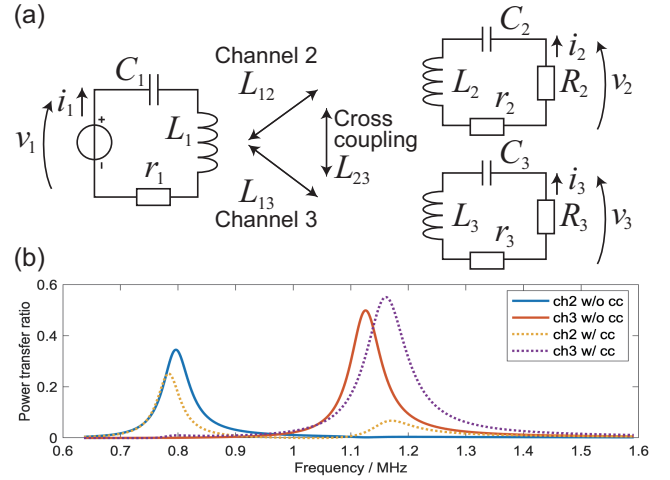 (a)
C₁
i₁
v₁
+
-
L₁
r₁
Channel 2
L₁₂
Cross
coupling
L₂₃
L₁₃
Channel 3
C₂
i₂
L₂
R₂
v₂
r₂
C₃
i₃
L₃
R₃
v₃
r₃
(b)
Power transfer ratio
0.6
0.4
0.2
0
0.6 0.7 0.8 0.9 1 1.1 1.2 1.3 1.4 1.5 1.6
Frequency / MHz
ch2 w/o cc
ch3 w/o cc
ch2 w/ cc
ch3 w/ cc